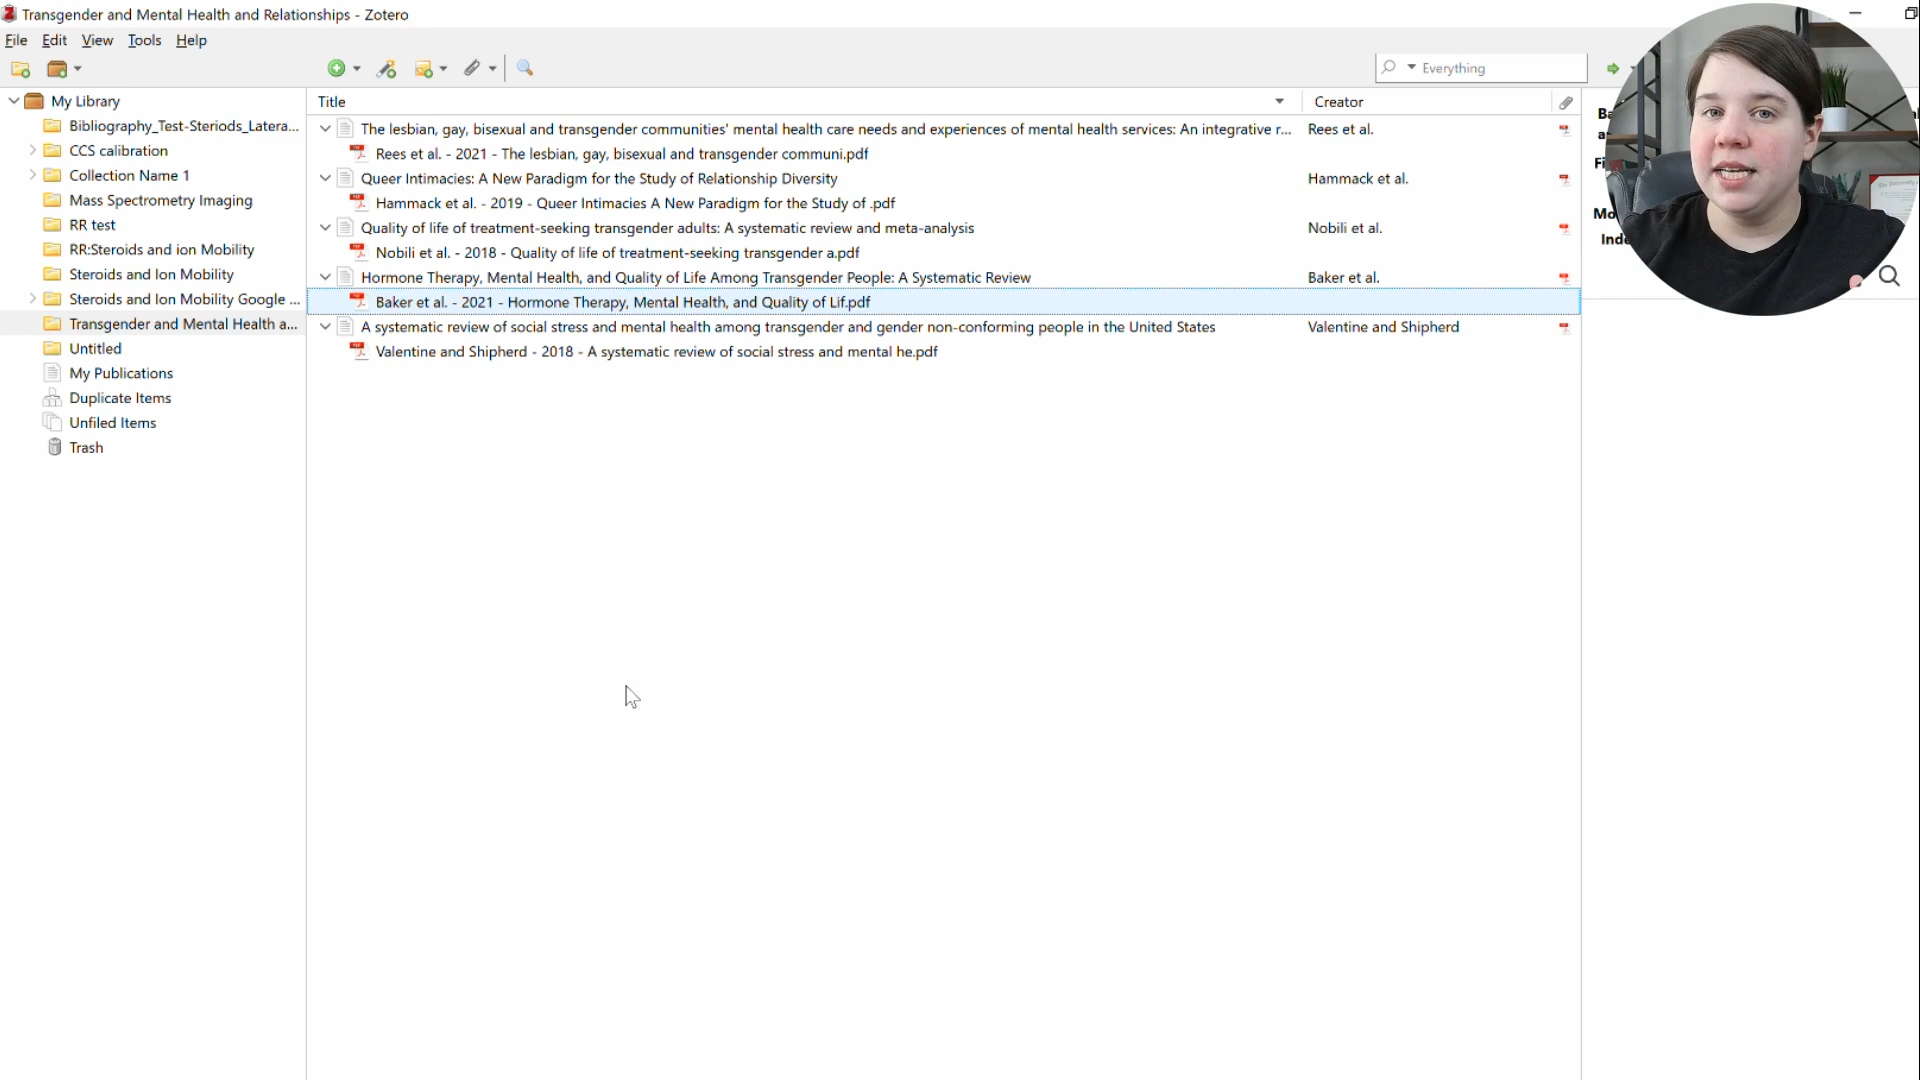 Transgender and Mental Health and Relationships - Zotero
File Edit View Tools Help
Everything
My Library
Bibliography_Test-Steriods_Latera...
CCS calibration
Collection Name 1
Mass Spectrometry Imaging
RR test
RR:Steroids and ion Mobility
Steroids and Ion Mobility
Steroids and Ion Mobility Google ...
Transgender and Mental Health a...
Untitled
My Publications
Duplicate Items
Unfiled Items
Trash
Title Creator
The lesbian, gay, bisexual and transgender communities' mental health care needs and experiences of mental health services: An integrative r... Rees et al.
Rees et al. - 2021 - The lesbian, gay, bisexual and transgender communi.pdf
Queer Intimacies: A New Paradigm for the Study of Relationship Diversity Hammack et al.
Hammack et al. - 2019 - Queer Intimacies A New Paradigm for the Study of .pdf
Quality of life of treatment-seeking transgender adults: A systematic review and meta-analysis Nobili et al.
Nobili et al. - 2018 - Quality of life of treatment-seeking transgender a.pdf
Hormone Therapy, Mental Health, and Quality of Life Among Transgender People: A Systematic Review Baker et al.
Baker et al. - 2021 - Hormone Therapy, Mental Health, and Quality of Lif.pdf
A systematic review of social stress and mental health among transgender and gender non-conforming people in the United States Valentine and Shipherd
Valentine and Shipherd - 2018 - A systematic review of social stress and mental he.pdf